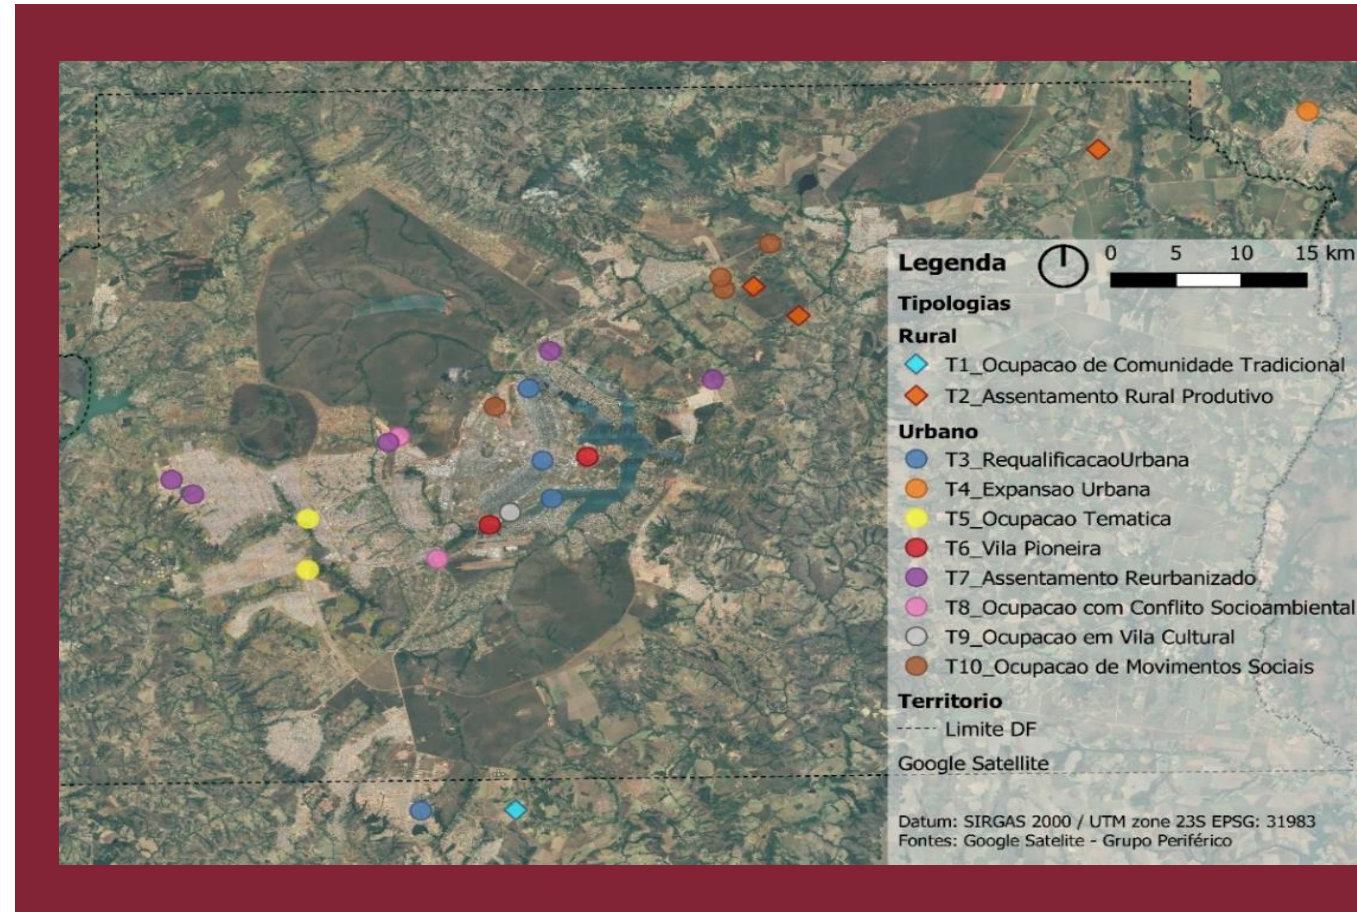 Legenda
0 5 10 15 km
Tipologias
Rural
T1_Ocupacao de Comunidade Tradicional
T2_Assentamento Rural Produtivo
Urbano
T3_RequalificacaoUrbana
T4_Expansao Urbana
T5_Ocupacao Tematica
T6_Vila Pioneira
T7_Assentamento Reurbanizado
T8_Ocupacao com Conflito Socioambiental
T9_Ocupacao em Vila Cultural
T10_Ocupacao de Movimentos Sociais
Territorio
Limite DF
Google Satellite
Datum: SIRGAS 2000 / UTM zone 23S EPSG: 31983
Fontes: Google Satelite - Grupo Periférico